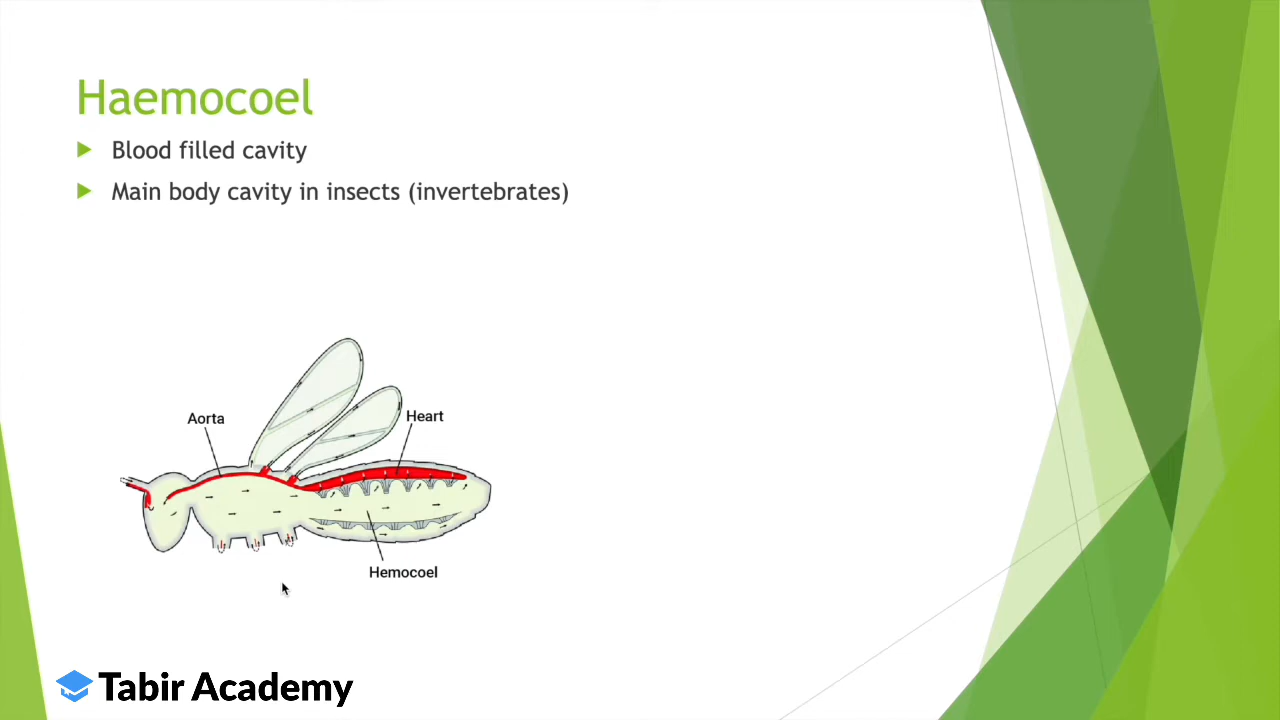 Haemocoel
Blood filled cavity
Main body cavity in insects (invertebrates)
Aorta
Heart
Hemocoel
Tabir Academy